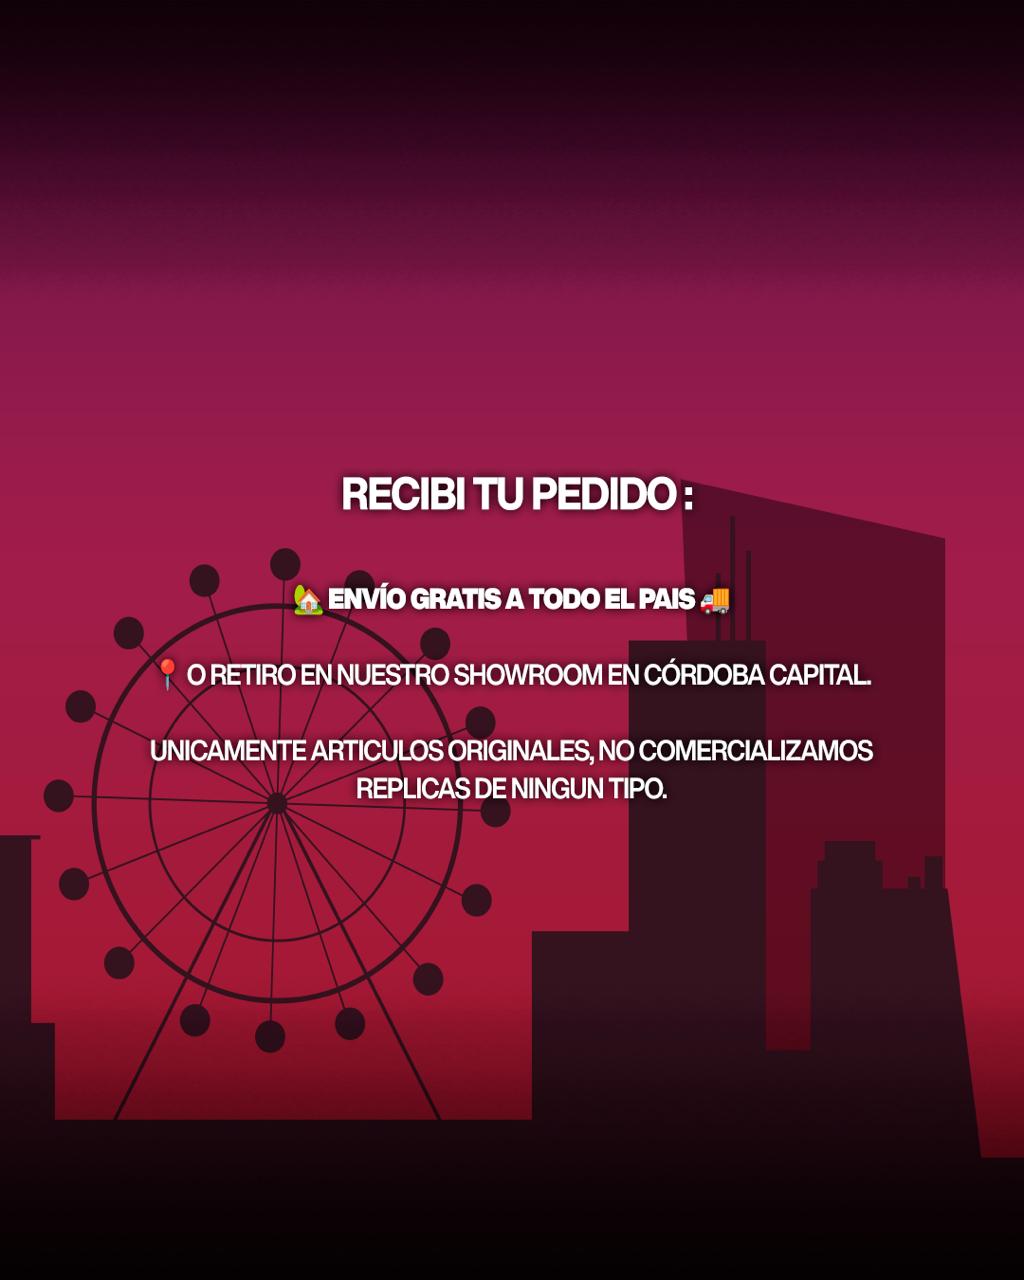 RECIBI TU PEDIDO :
🏡 ENVÍO GRATIS A TODO EL PAIS 🚚
📍 O RETIRO EN NUESTRO SHOWROOM EN CÓRDOBA CAPITAL.
UNICAMENTE ARTICULOS ORIGINALES, NO COMERCIALIZAMOS
REPLICAS DE NINGUN TIPO.